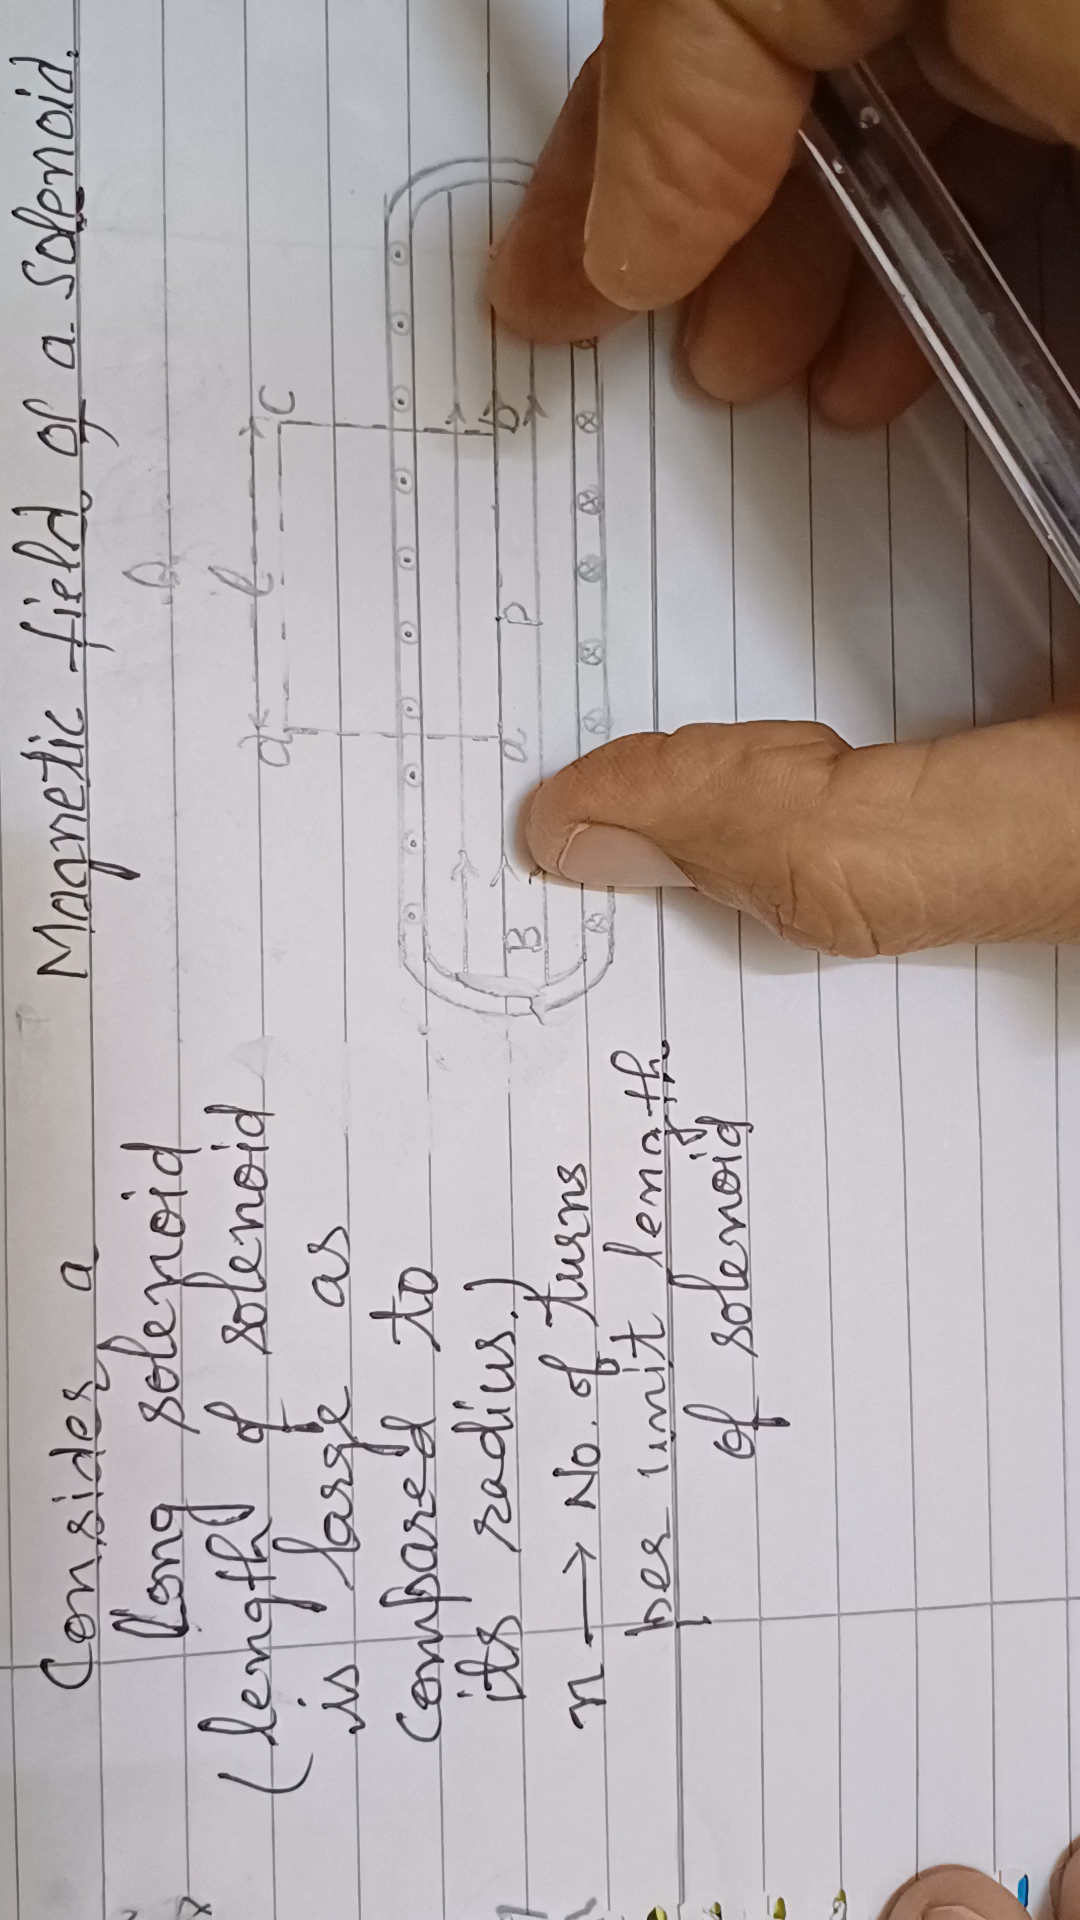 Magnetic field of a solenoid.
Consider a
long solenoid
(length of solenoid
is large as
compared to
its radius.)
n → No. of turns
per unit length
of solenoid
d l c
a P b
B